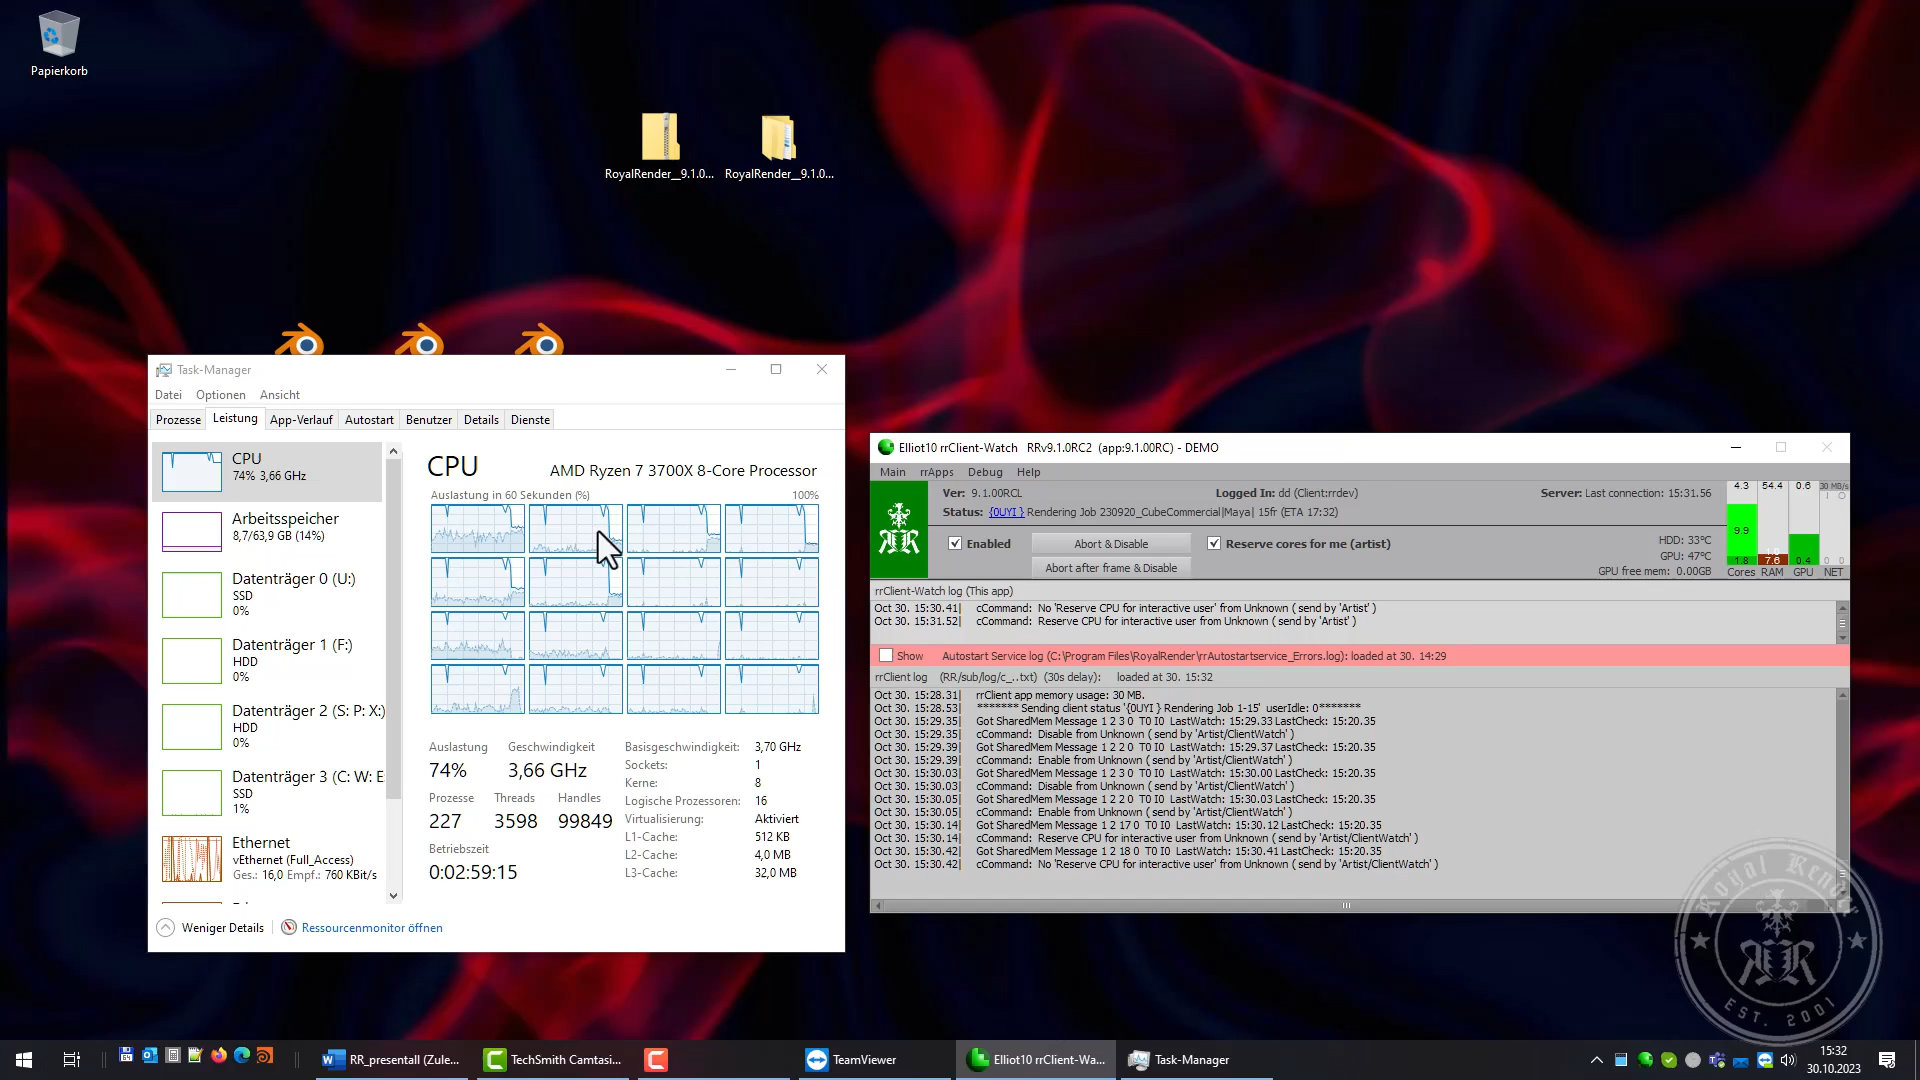 Papierkorb
RoyalRender__9.1.0...
RoyalRender__9.1.0...
Task-Manager
Datei Optionen Ansicht
Prozesse Leistung App-Verlauf Autostart Benutzer Details Dienste
CPU
74% 3,66 GHz
Arbeitsspeicher
8,7/63,9 GB (14%)
Datenträger 0 (U:)
SSD
0%
Datenträger 1 (F:)
HDD
0%
Datenträger 2 (S: P: X:)
HDD
0%
Datenträger 3 (C: W: E
SSD
1%
Ethernet
vEthernet (Full_Access)
Ges.: 16,0 Empf.: 760 KBit/s
CPU AMD Ryzen 7 3700X 8-Core Processor
Auslastung in 60 Sekunden (%) 100%
Auslastung Geschwindigkeit
74% 3,66 GHz
Prozesse Threads Handles
227 3598 99849
Betriebszeit
0:02:59:15
Basisgeschwindigkeit: 3,70 GHz
Sockets: 1
Kerne: 8
Logische Prozessoren: 16
Virtualisierung: Aktiviert
L1-Cache: 512 KB
L2-Cache: 4,0 MB
L3-Cache: 32,0 MB
Weniger Details Ressourcenmonitor öffnen
Elliot10 rrClient-Watch RRv9.1.0RC2 (app:9.1.00RC) - DEMO
Main rrApps Debug Help
Ver: 9.1.00RCL Logged In: dd (Client:rrdev) Server: Last connection: 15:31.56
Status: {0UYI } Rendering Job 230920_CubeCommercial|Maya| 15fr (ETA 17:32)
Enabled Abort & Disable Reserve cores for me (artist)
Abort after frame & Disable
HDD: 33°C
GPU: 47°C
GPU free mem: 0.00GB
4.3 54.4 0.6 30 MB/s
I O
9.9
1.8 7.6 0.4 0 0
Cores RAM GPU NET
rrClient-Watch log (This app)
Oct 30. 15:30.41| cCommand: No 'Reserve CPU for interactive user' from Unknown ( send by 'Artist' )
Oct 30. 15:31.52| cCommand: Reserve CPU for interactive user from Unknown ( send by 'Artist' )
Show Autostart Service log (C:\Program Files\RoyalRender\rrAutostartservice_Errors.log): loaded at 30. 14:29
rrClient log (RR/sub/log/c_..txt) (30s delay): loaded at 30. 15:32
Oct 30. 15:28.31| rrClient app memory usage: 30 MB.
Oct 30. 15:28.53| ******* Sending client status '{0UYI } Rendering Job 1-15' userIdle: 0*******
Oct 30. 15:29.35| Got SharedMem Message 1 2 3 0 T0 I0 LastWatch: 15:29.33 LastCheck: 15:20.35
Oct 30. 15:29.35| cCommand: Disable from Unknown ( send by 'Artist/ClientWatch' )
Oct 30. 15:29.39| Got SharedMem Message 1 2 2 0 T0 I0 LastWatch: 15:29.37 LastCheck: 15:20.35
Oct 30. 15:29.39| cCommand: Enable from Unknown ( send by 'Artist/ClientWatch' )
Oct 30. 15:30.03| Got SharedMem Message 1 2 3 0 T0 I0 LastWatch: 15:30.00 LastCheck: 15:20.35
Oct 30. 15:30.03| cCommand: Disable from Unknown ( send by 'Artist/ClientWatch' )
Oct 30. 15:30.05| Got SharedMem Message 1 2 2 0 T0 I0 LastWatch: 15:30.03 LastCheck: 15:20.35
Oct 30. 15:30.05| cCommand: Enable from Unknown ( send by 'Artist/ClientWatch' )
Oct 30. 15:30.14| Got SharedMem Message 1 2 17 0 T0 I0 LastWatch: 15:30.12 LastCheck: 15:20.35
Oct 30. 15:30.14| cCommand: Reserve CPU for interactive user from Unknown ( send by 'Artist/ClientWatch' )
Oct 30. 15:30.42| Got SharedMem Message 1 2 18 0 T0 I0 LastWatch: 15:30.41 LastCheck: 15:20.35
Oct 30. 15:30.42| cCommand: No 'Reserve CPU for interactive user' from Unknown ( send by 'Artist/ClientWatch' )
Royal Render
EST. 2001
RR_presentall (Zule... TechSmith Camtasi... TeamViewer Elliot10 rrClient-Wa... Task-Manager
15:32
30.10.2023